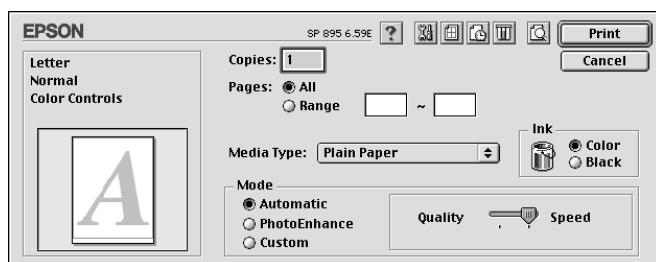 EPSON
SP 895 6.59E
?
Print
Cancel
Letter
Normal
Color Controls
A
Copies: 1
Pages: All
Range ~
Media Type: Plain Paper
Ink
Color
Black
Mode
Automatic
PhotoEnhance
Custom
Quality Speed